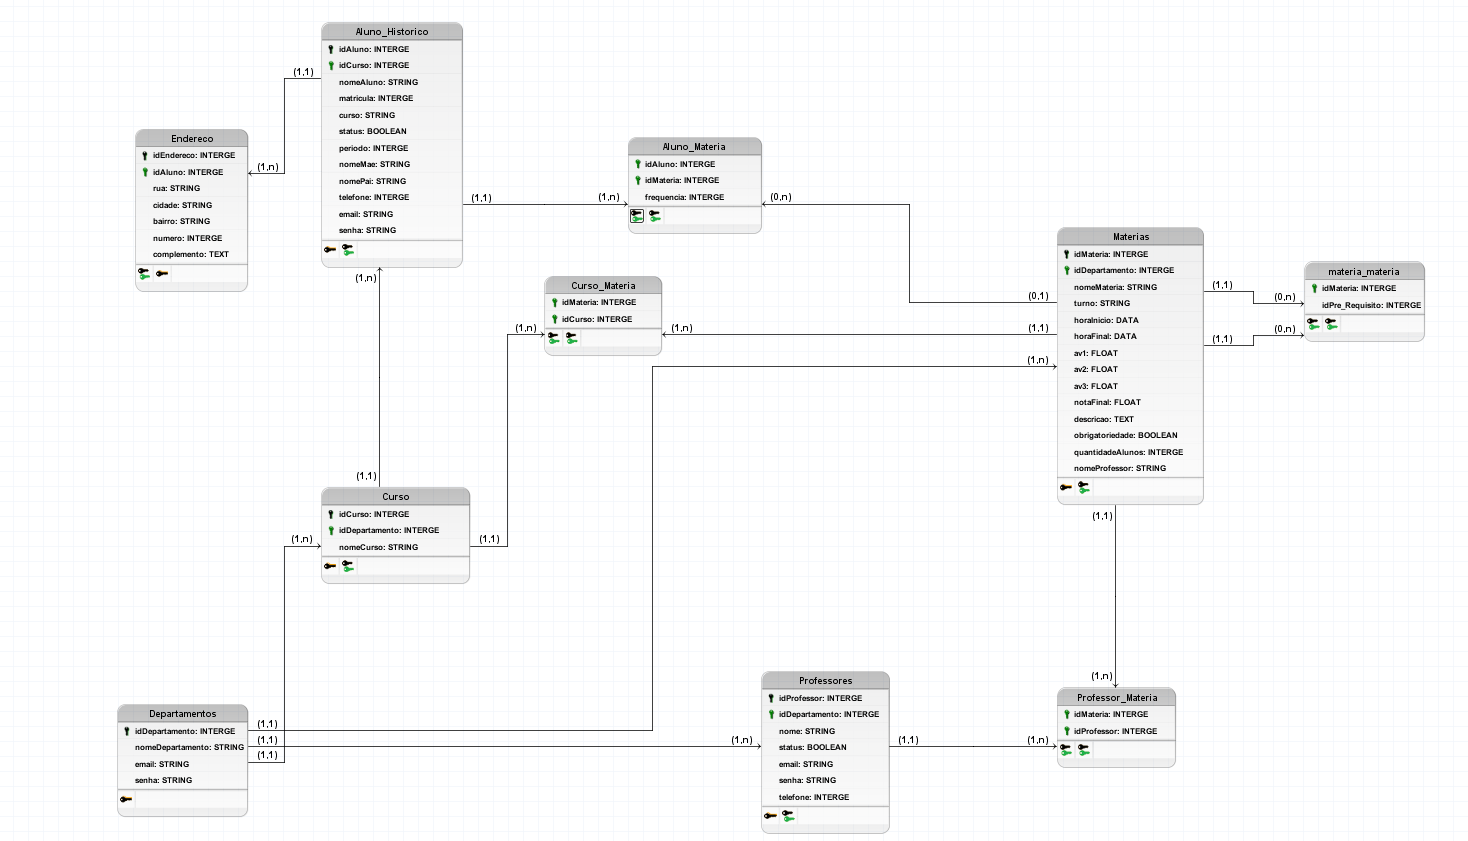 Aluno_Historico
idAluno: INTERGE
idCurso: INTERGE
nomeAluno: STRING
matricula: INTERGE
curso: STRING
status: BOOLEAN
periodo: INTERGE
nomeMae: STRING
nomePai: STRING
telefone: INTERGE
email: STRING
senha: STRING
(1,1)
(1,n)
Endereco
idEndereco: INTERGE
idAluno: INTERGE
rua: STRING
cidade: STRING
bairro: STRING
numero: INTERGE
complemento: TEXT
(1,1)
(1,n)
Aluno_Materia
idAluno: INTERGE
idMateria: INTERGE
frequencia: INTERGE
(0,n)
(0,1)
Materias
idMateria: INTERGE
idDepartamento: INTERGE
nomeMateria: STRING
turno: STRING
horaInicio: DATA
horaFinal: DATA
av1: FLOAT
av2: FLOAT
av3: FLOAT
notaFinal: FLOAT
descricao: TEXT
obrigatoriedade: BOOLEAN
quantidadeAlunos: INTERGE
nomeProfessor: STRING
(1,1)
(0,n)
(1,1)
(0,n)
materia_materia
idMateria: INTERGE
idPre_Requisito: INTERGE
Curso_Materia
idMateria: INTERGE
idCurso: INTERGE
(1,n)
(1,n)
(1,1)
(1,n)
(1,n)
(1,1)
Curso
idCurso: INTERGE
idDepartamento: INTERGE
nomeCurso: STRING
(1,1)
(1,n)
(1,1)
(1,n)
Departamentos
idDepartamento: INTERGE
nomeDepartamento: STRING
email: STRING
senha: STRING
(1,1)
(1,1)
(1,1)
(1,n)
Professores
idProfessor: INTERGE
idDepartamento: INTERGE
nome: STRING
status: BOOLEAN
email: STRING
senha: STRING
telefone: INTERGE
(1,1)
(1,n)
Professor_Materia
idMateria: INTERGE
idProfessor: INTERGE